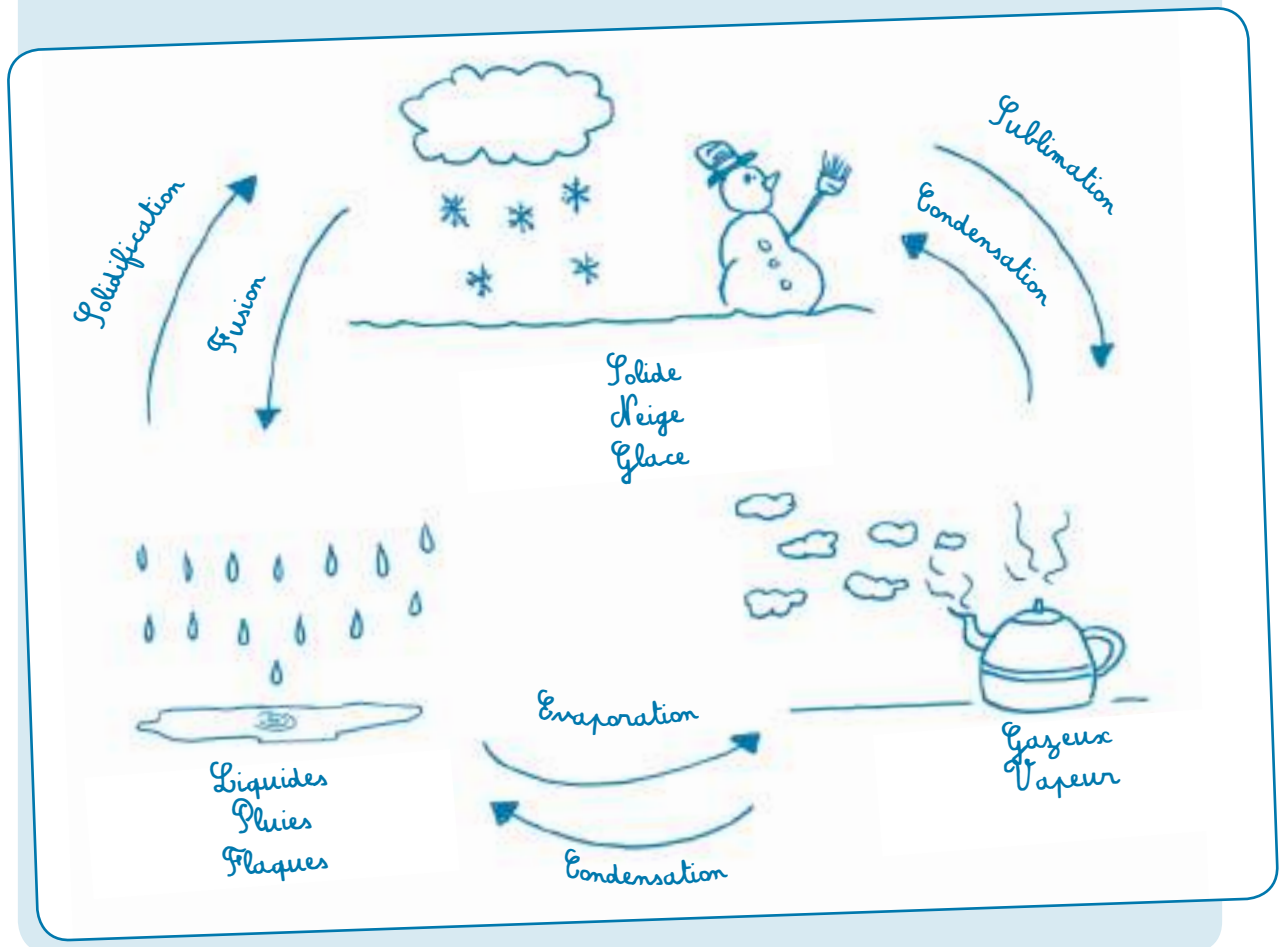 Sublimation
Condensation
Solidification
Fusion
Solide
Neige
Glace
Evaporation
Condensation
Liquides
Pluies
Flaques
Gazeux
Vapeur